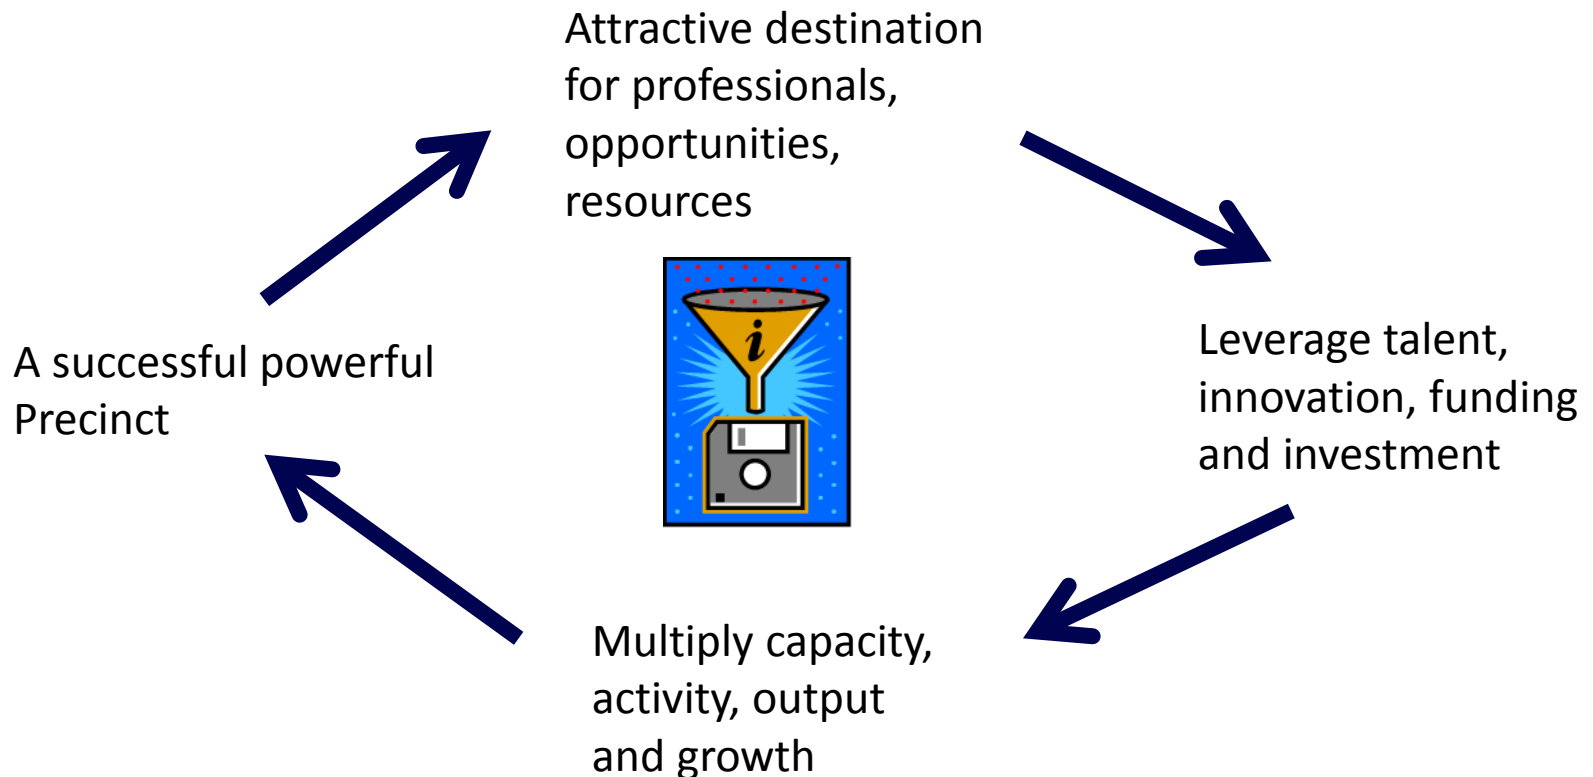 Attractive destination
for professionals,
opportunities,
resources
Leverage talent,
innovation, funding
and investment
Multiply capacity,
activity, output
and growth
A successful powerful
Precinct
i